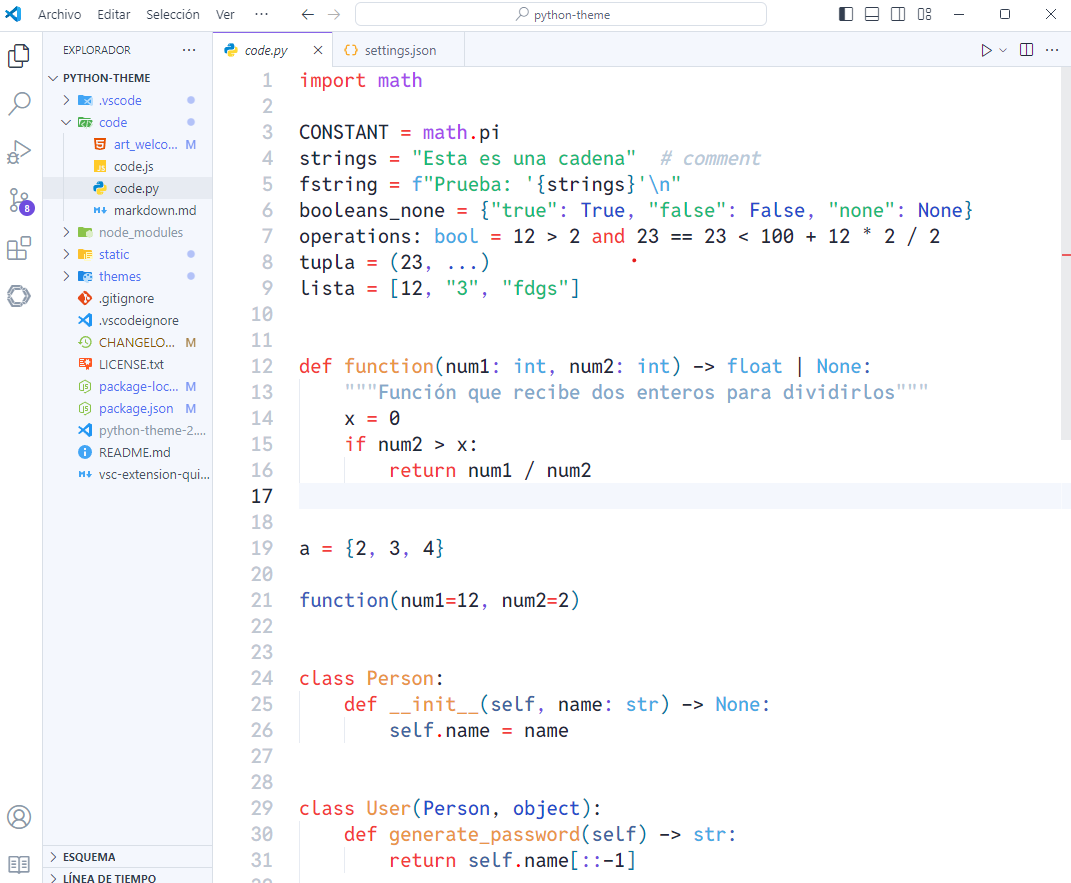 Archivo Editar Selección Ver ··· python-theme
EXPLORADOR ···
PYTHON-THEME
.vscode
code
art_welco... M
code.js
code.py
markdown.md
node_modules
static
themes
.gitignore
.vscodeignore
CHANGELO... M
LICENSE.txt
package-loc... M
package.json M
python-theme-2....
README.md
vsc-extension-qui...
ESQUEMA
LÍNEA DE TIEMPO
8
code.py settings.json
1 import math
2
3 CONSTANT = math.pi
4 strings = "Esta es una cadena"  # comment
5 fstring = f"Prueba: '{strings}'\n"
6 booleans_none = {"true": True, "false": False, "none": None}
7 operations: bool = 12 > 2 and 23 == 23 < 100 + 12 * 2 / 2
8 tupla = (23, ...)
9 lista = [12, "3", "fdgs"]
10
11
12 def function(num1: int, num2: int) -> float | None:
13     """Función que recibe dos enteros para dividirlos"""
14     x = 0
15     if num2 > x:
16         return num1 / num2
17
18
19 a = {2, 3, 4}
20
21 function(num1=12, num2=2)
22
23
24 class Person:
25     def __init__(self, name: str) -> None:
26         self.name = name
27
28
29 class User(Person, object):
30     def generate_password(self) -> str:
31         return self.name[::-1]